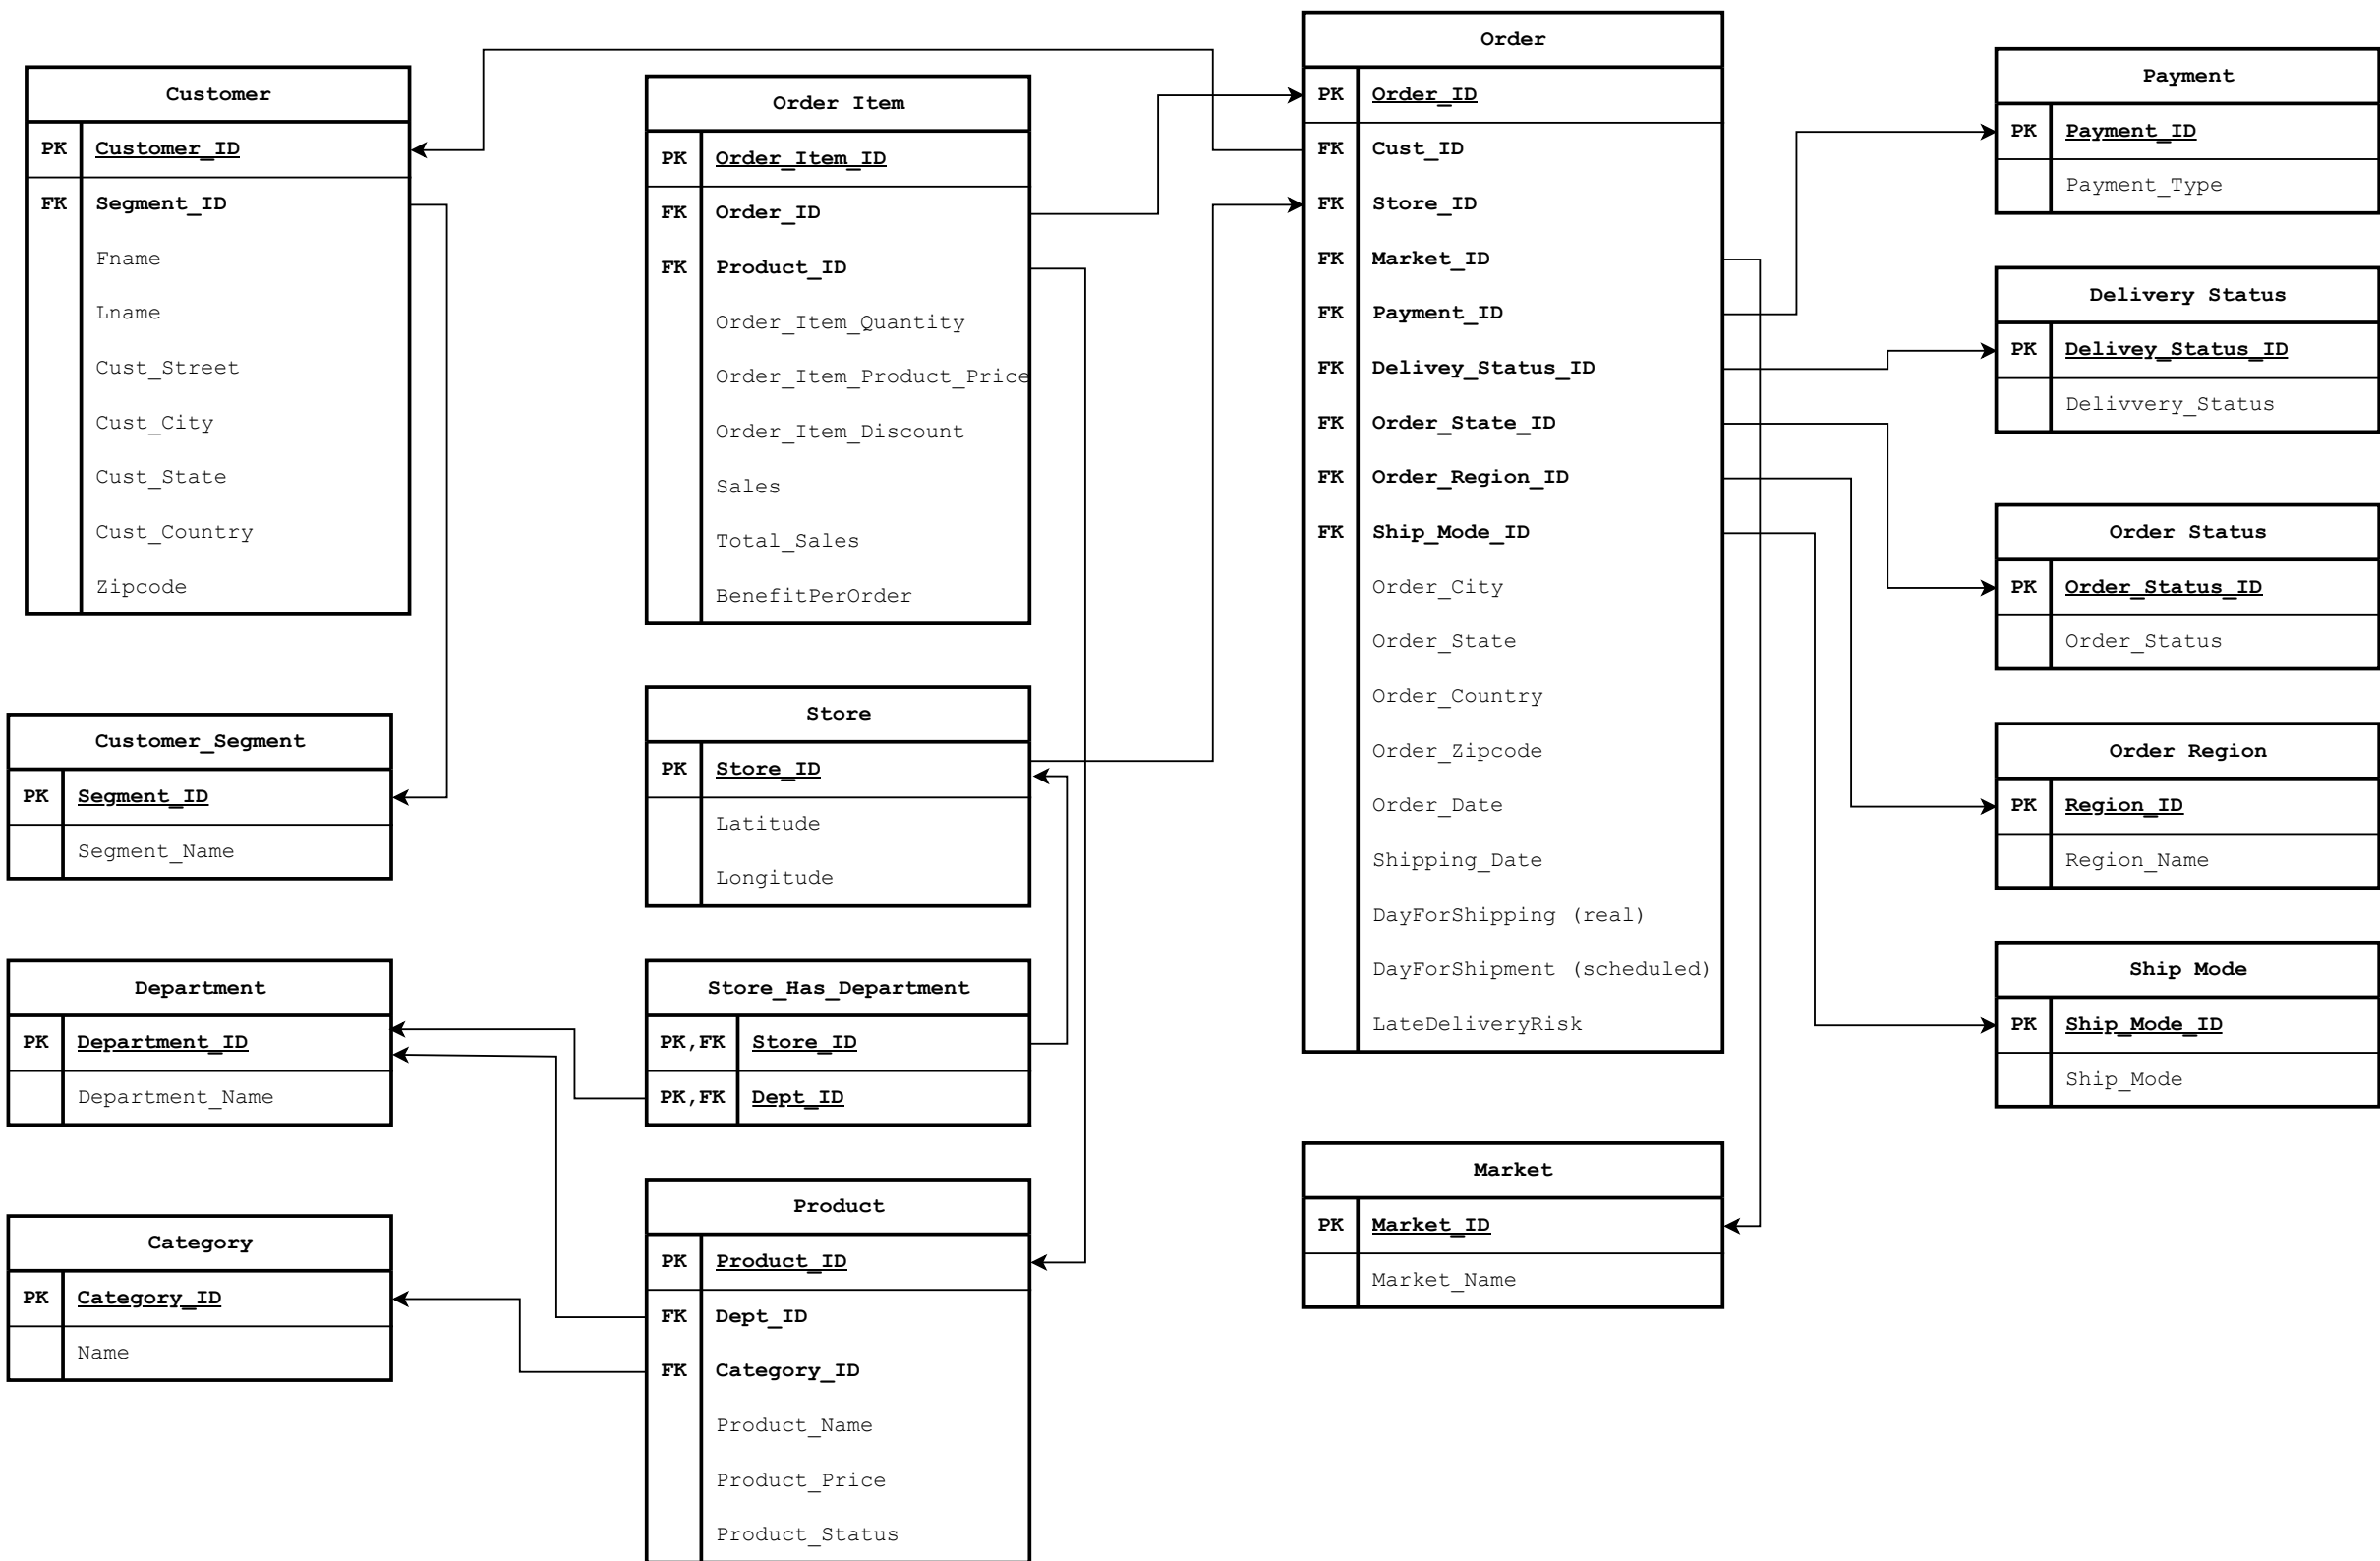 Customer
PK Customer_ID
FK Segment_ID
Fname
Lname
Cust_Street
Cust_City
Cust_State
Cust_Country
Zipcode
Customer_Segment
PK Segment_ID
Segment_Name
Department
PK Department_ID
Department_Name
Category
PK Category_ID
Name
Order Item
PK Order_Item_ID
FK Order_ID
FK Product_ID
Order_Item_Quantity
Order_Item_Product_Price
Order_Item_Discount
Sales
Total_Sales
BenefitPerOrder
Store
PK Store_ID
Latitude
Longitude
Store_Has_Department
PK,FK Store_ID
PK,FK Dept_ID
Product
PK Product_ID
FK Dept_ID
FK Category_ID
Product_Name
Product_Price
Product_Status
Order
PK Order_ID
FK Cust_ID
FK Store_ID
FK Market_ID
FK Payment_ID
FK Delivey_Status_ID
FK Order_State_ID
FK Order_Region_ID
FK Ship_Mode_ID
Order_City
Order_State
Order_Country
Order_Zipcode
Order_Date
Shipping_Date
DayForShipping (real)
DayForShipment (scheduled)
LateDeliveryRisk
Market
PK Market_ID
Market_Name
Payment
PK Payment_ID
Payment_Type
Delivery Status
PK Delivey_Status_ID
Delivvery_Status
Order Status
PK Order_Status_ID
Order_Status
Order Region
PK Region_ID
Region_Name
Ship Mode
PK Ship_Mode_ID
Ship_Mode